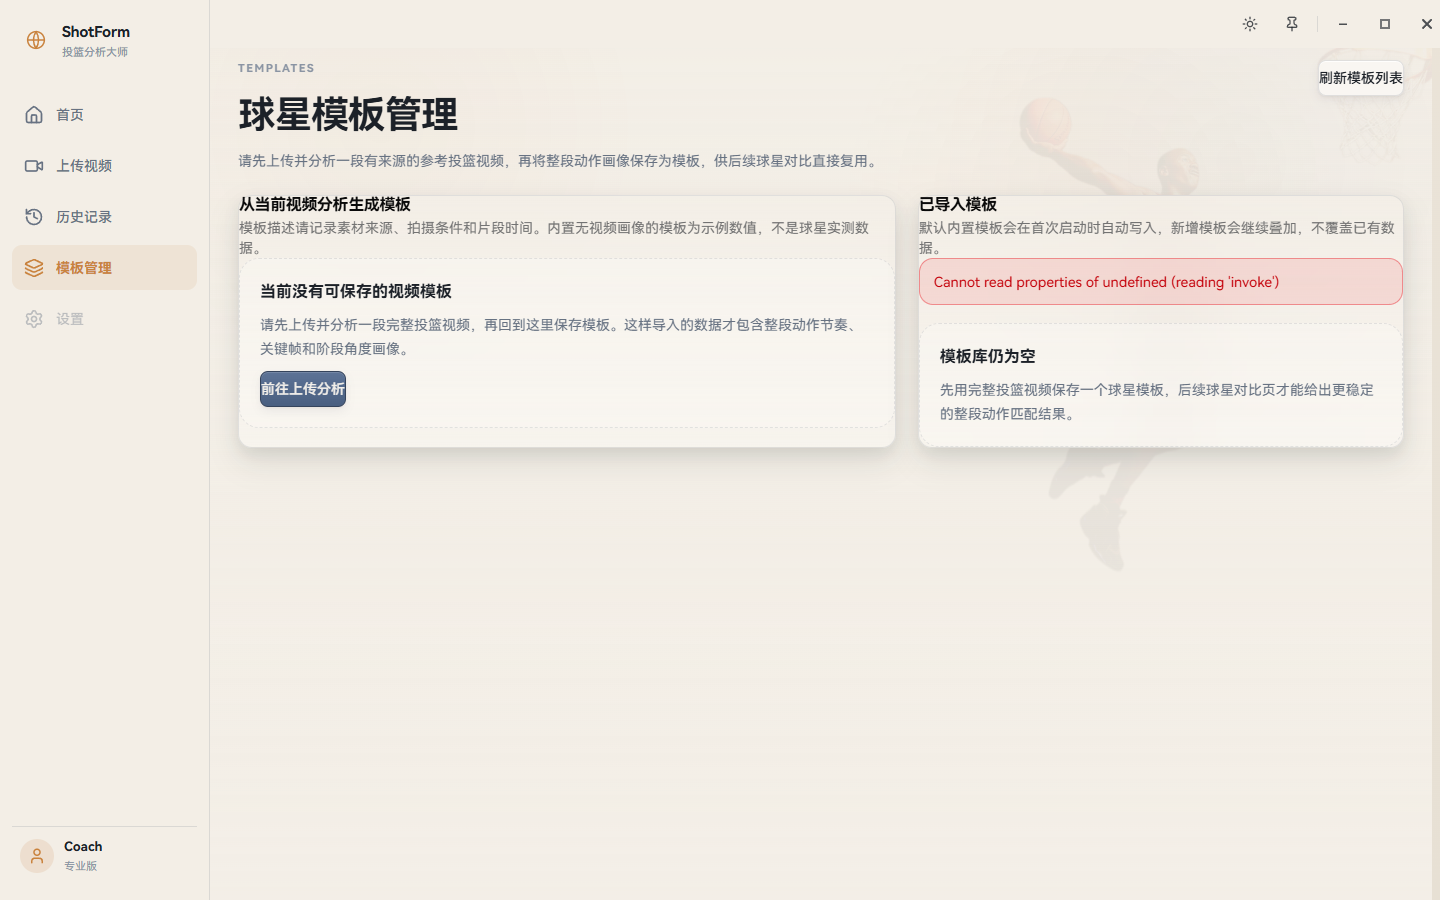 ShotForm
投篮分析大师
首页
上传视频
历史记录
模板管理
设置
Coach
专业版
TEMPLATES
球星模板管理
请先上传并分析一段有来源的参考投篮视频，再将整段动作画像保存为模板，供后续球星对比直接复用。
刷新模板列表
从当前视频分析生成模板
模板描述请记录素材来源、拍摄条件和片段时间。内置无视频画像的模板为示例数值，不是球星实测数
据。
当前没有可保存的视频模板
请先上传并分析一段完整投篮视频，再回到这里保存模板。这样导入的数据才包含整段动作节奏、
关键帧和阶段角度画像。
前往上传分析
已导入模板
默认内置模板会在首次启动时自动写入，新增模板会继续叠加，不覆盖已有数
据。
Cannot read properties of undefined (reading 'invoke')
模板库仍为空
先用完整投篮视频保存一个球星模板，后续球星对比页才能给出更稳定
的整段动作匹配结果。